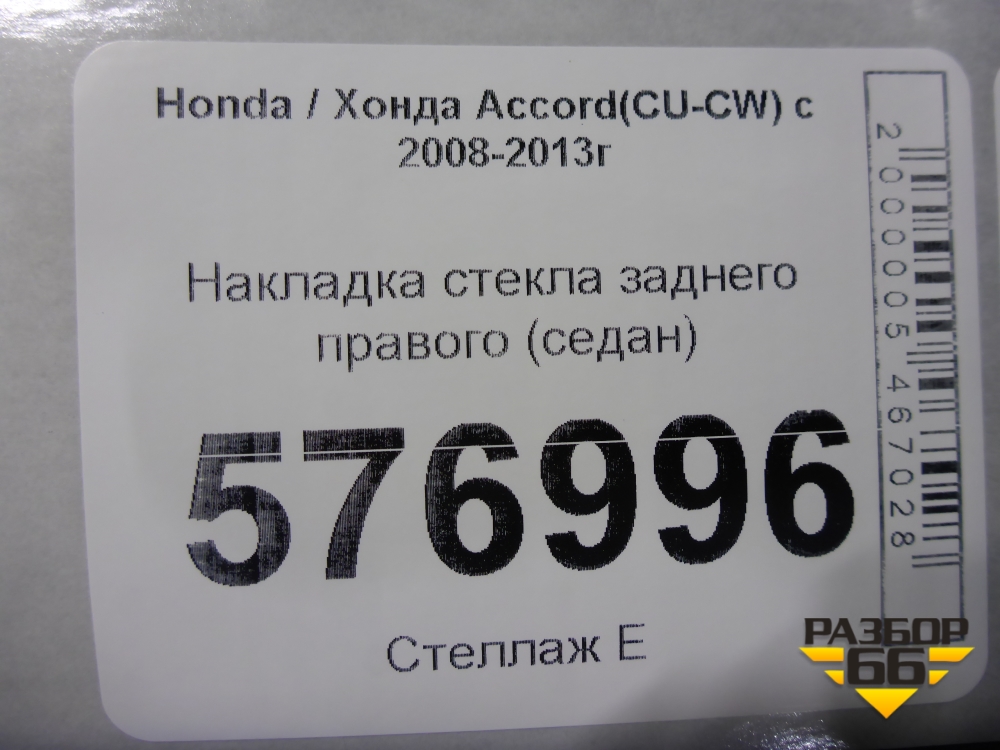 Honda / Хонда Accord(CU-CW) с
2008-2013г
Накладка стекла заднего
правого (седан)
576996
Стеллаж Е
2000005467028
РАЗБОР
66